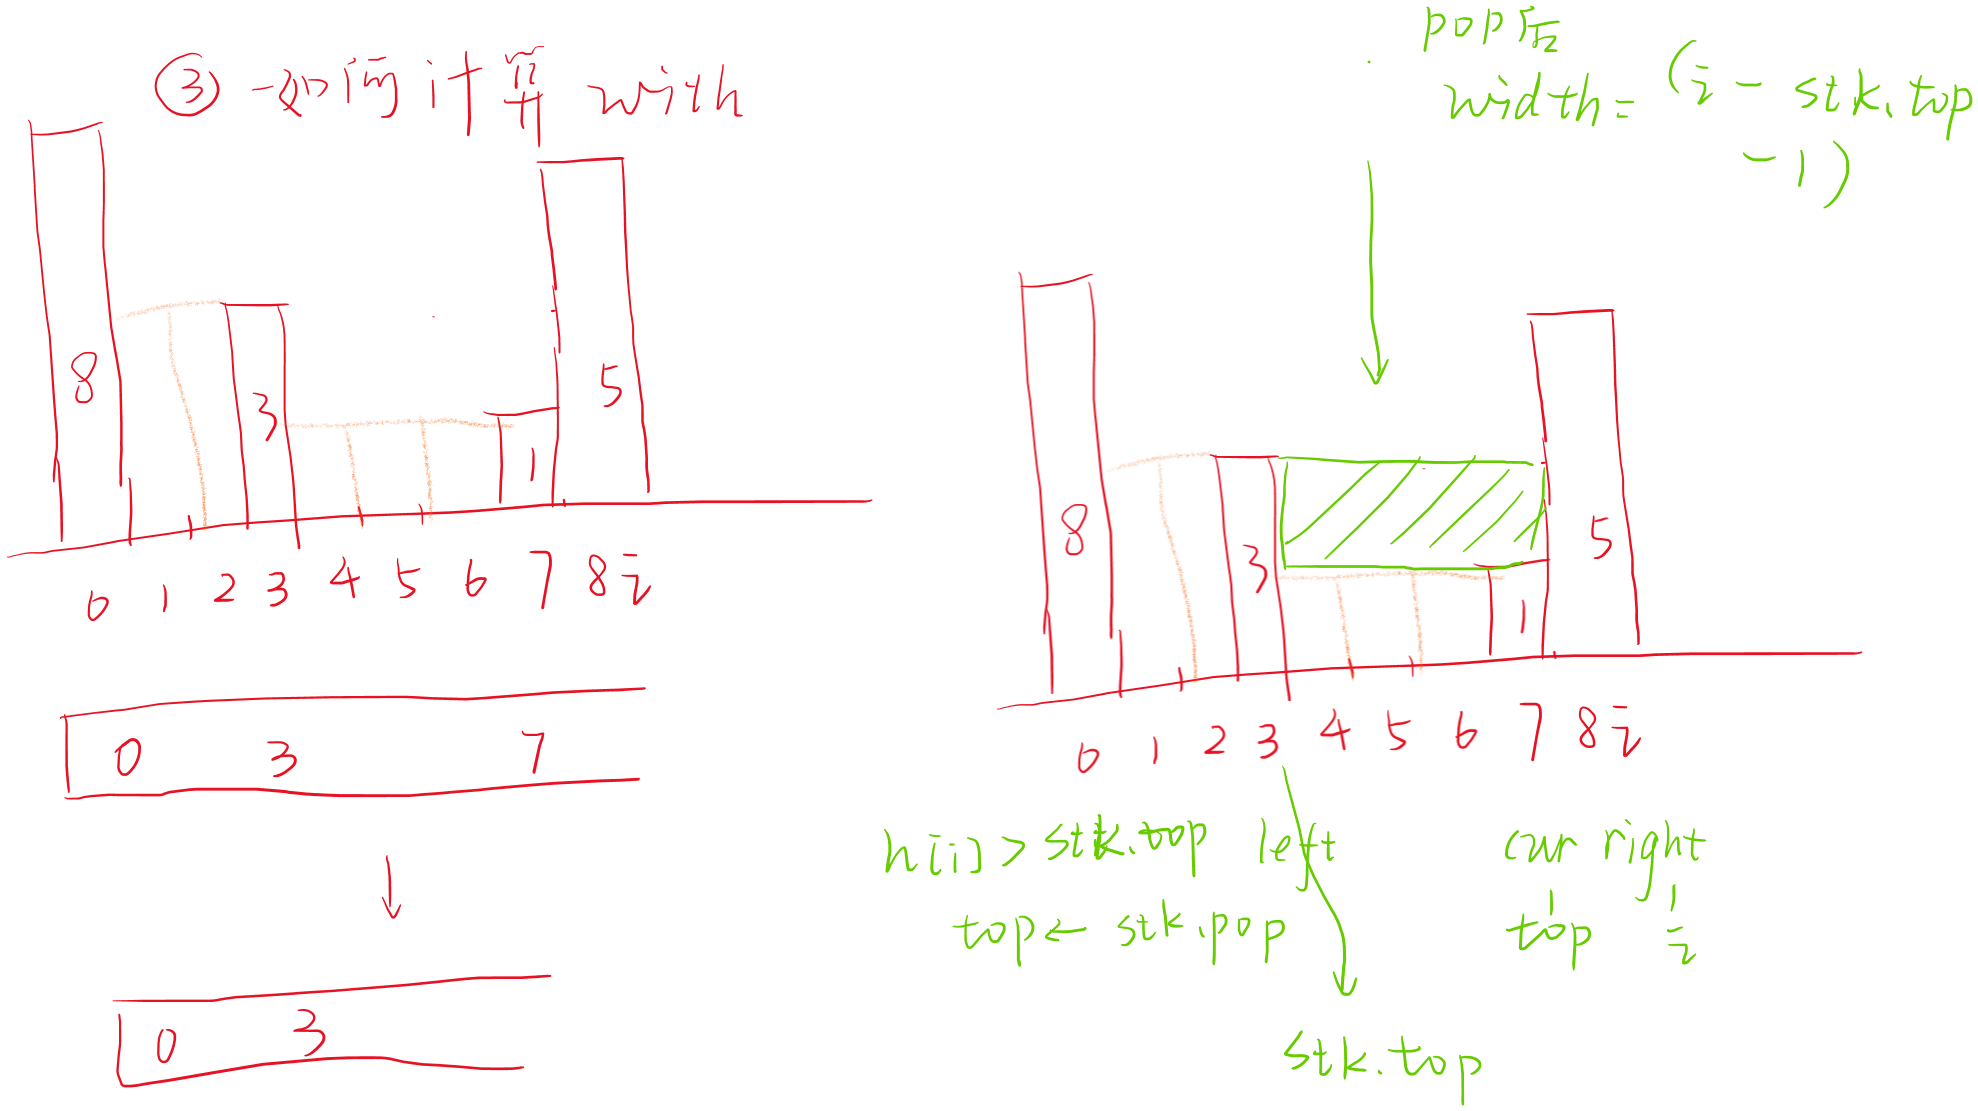 ③ 如何计算 with
8 3 1 5
0 1 2 3 4 5 6 7 8 i
0 3 7
0 3
pop后
width = (i - stk.top
-1)
8 3 1 5
0 1 2 3 4 5 6 7 8 i
h[i] > stk.top left cur right
top ← stk.pop top i
stk.top